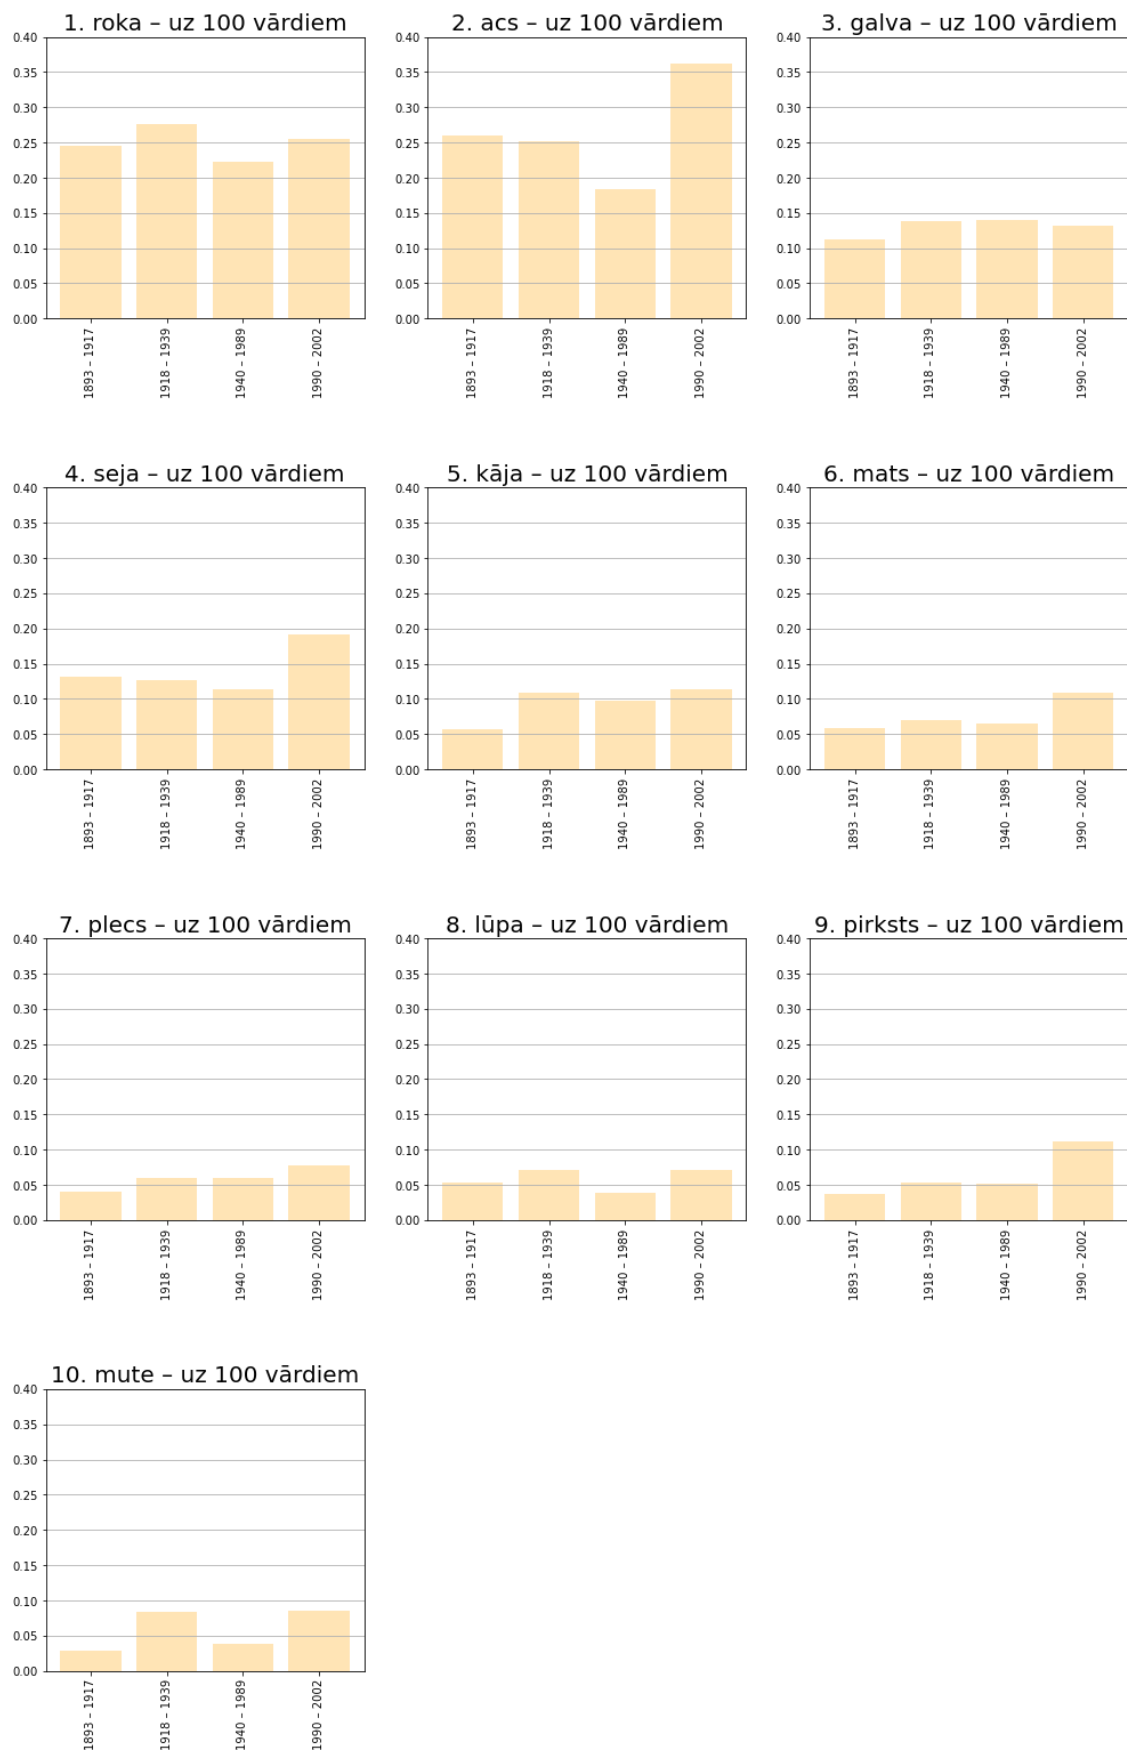 1. roka – uz 100 vārdiem
0.40
0.35
0.30
0.25
0.20
0.15
0.10
0.05
0.00
1893 – 1917
1918 – 1939
1940 – 1989
1990 – 2002
2. acs – uz 100 vārdiem
0.40
0.35
0.30
0.25
0.20
0.15
0.10
0.05
0.00
1893 – 1917
1918 – 1939
1940 – 1989
1990 – 2002
3. galva – uz 100 vārdiem
0.40
0.35
0.30
0.25
0.20
0.15
0.10
0.05
0.00
1893 – 1917
1918 – 1939
1940 – 1989
1990 – 2002
4. seja – uz 100 vārdiem
0.40
0.35
0.30
0.25
0.20
0.15
0.10
0.05
0.00
1893 – 1917
1918 – 1939
1940 – 1989
1990 – 2002
5. kāja – uz 100 vārdiem
0.40
0.35
0.30
0.25
0.20
0.15
0.10
0.05
0.00
1893 – 1917
1918 – 1939
1940 – 1989
1990 – 2002
6. mats – uz 100 vārdiem
0.40
0.35
0.30
0.25
0.20
0.15
0.10
0.05
0.00
1893 – 1917
1918 – 1939
1940 – 1989
1990 – 2002
7. plecs – uz 100 vārdiem
0.40
0.35
0.30
0.25
0.20
0.15
0.10
0.05
0.00
1893 – 1917
1918 – 1939
1940 – 1989
1990 – 2002
8. lūpa – uz 100 vārdiem
0.40
0.35
0.30
0.25
0.20
0.15
0.10
0.05
0.00
1893 – 1917
1918 – 1939
1940 – 1989
1990 – 2002
9. pirksts – uz 100 vārdiem
0.40
0.35
0.30
0.25
0.20
0.15
0.10
0.05
0.00
1893 – 1917
1918 – 1939
1940 – 1989
1990 – 2002
10. mute – uz 100 vārdiem
0.40
0.35
0.30
0.25
0.20
0.15
0.10
0.05
0.00
1893 – 1917
1918 – 1939
1940 – 1989
1990 – 2002